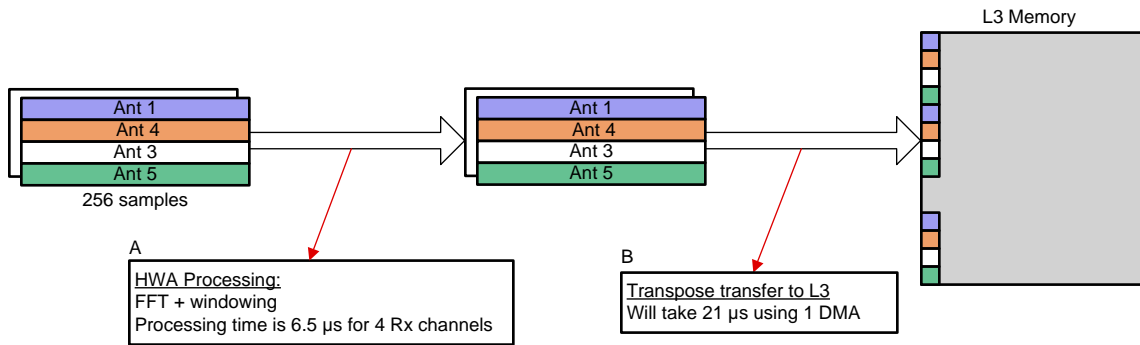 L3 Memory
Ant 1
Ant 4
Ant 3
Ant 5
256 samples
Ant 1
Ant 4
Ant 3
Ant 5
A
HWA Processing:
FFT + windowing
Processing time is 6.5 µs for 4 Rx channels
B
Transpose transfer to L3
Will take 21 µs using 1 DMA